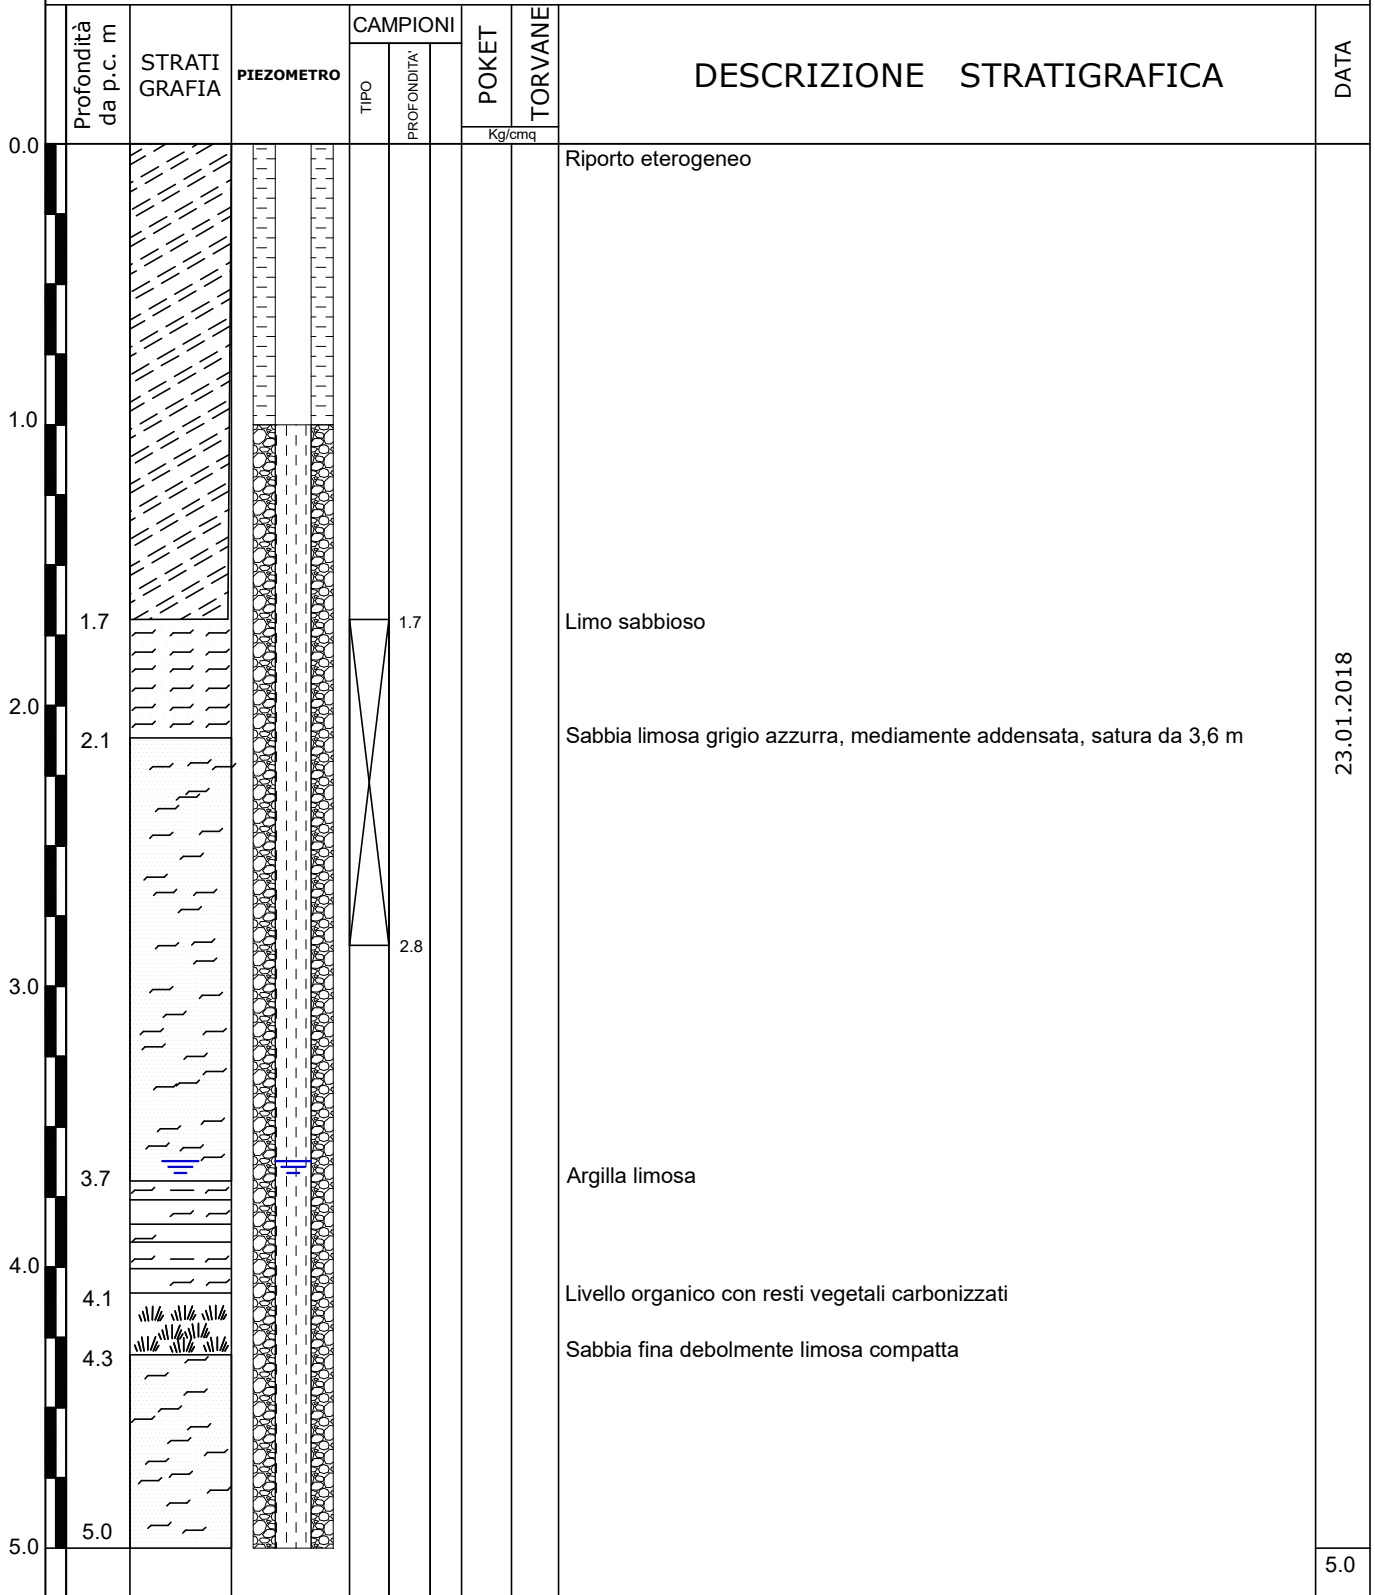 Profondità
da p.c. m
STRATI
GRAFIA
PIEZOMETRO
CAMPIONI
TIPO
PROFONDITA'
POKET
TORVANE
Kg/cmq
DESCRIZIONE STRATIGRAFICA
DATA
0.0
Riporto eterogeneo
1.0
1.7
1.7
Limo sabbioso
2.0
2.1
Sabbia limosa grigio azzurra, mediamente addensata, satura da 3,6 m
23.01.2018
2.8
3.0
3.7
Argilla limosa
4.0
4.1
Livello organico con resti vegetali carbonizzati
4.3
Sabbia fina debolmente limosa compatta
5.0
5.0
5.0